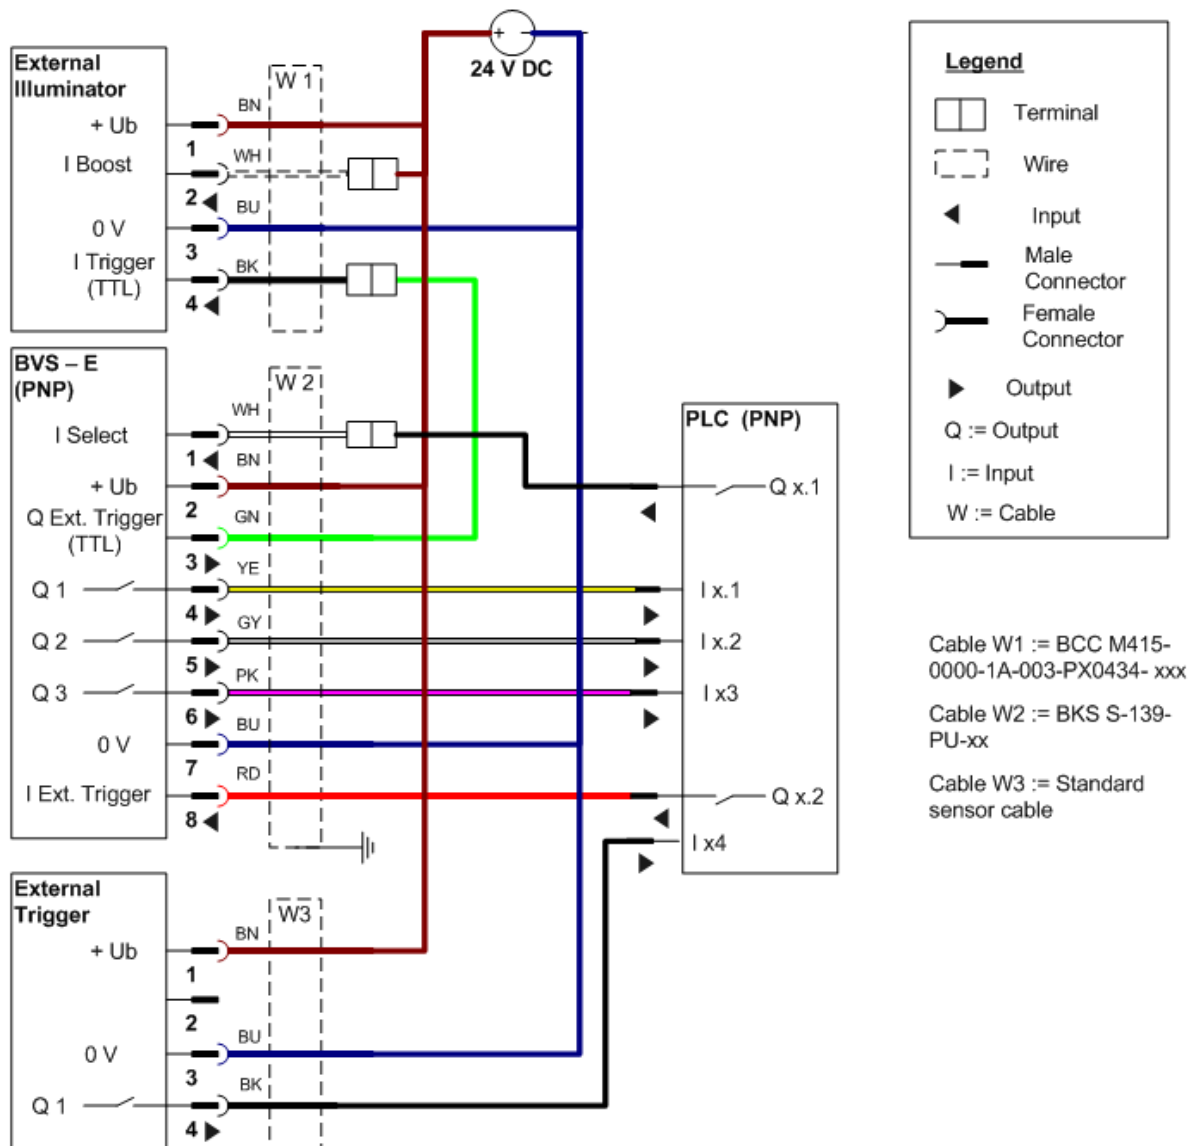 + −
24 V DC
External
Illuminator
W 1
+ Ub
BN
1
I Boost
WH
2
0 V
BU
3
I Trigger
(TTL)
BK
4
BVS – E
(PNP)
W 2
I Select
WH
1
+ Ub
BN
2
Q Ext. Trigger
(TTL)
GN
3
Q 1
YE
4
Q 2
GY
5
Q 3
PK
6
0 V
BU
7
I Ext. Trigger
RD
8
External
Trigger
W3
+ Ub
BN
1
2
0 V
BU
3
Q 1
BK
4
PLC (PNP)
Q x.1
I x.1
I x.2
I x3
Q x.2
I x4
Legend
Terminal
Wire
Input
Male
Connector
Female
Connector
Output
Q := Output
I := Input
W := Cable
Cable W1 := BCC M415-
0000-1A-003-PX0434- xxx
Cable W2 := BKS S-139-
PU-xx
Cable W3 := Standard
sensor cable